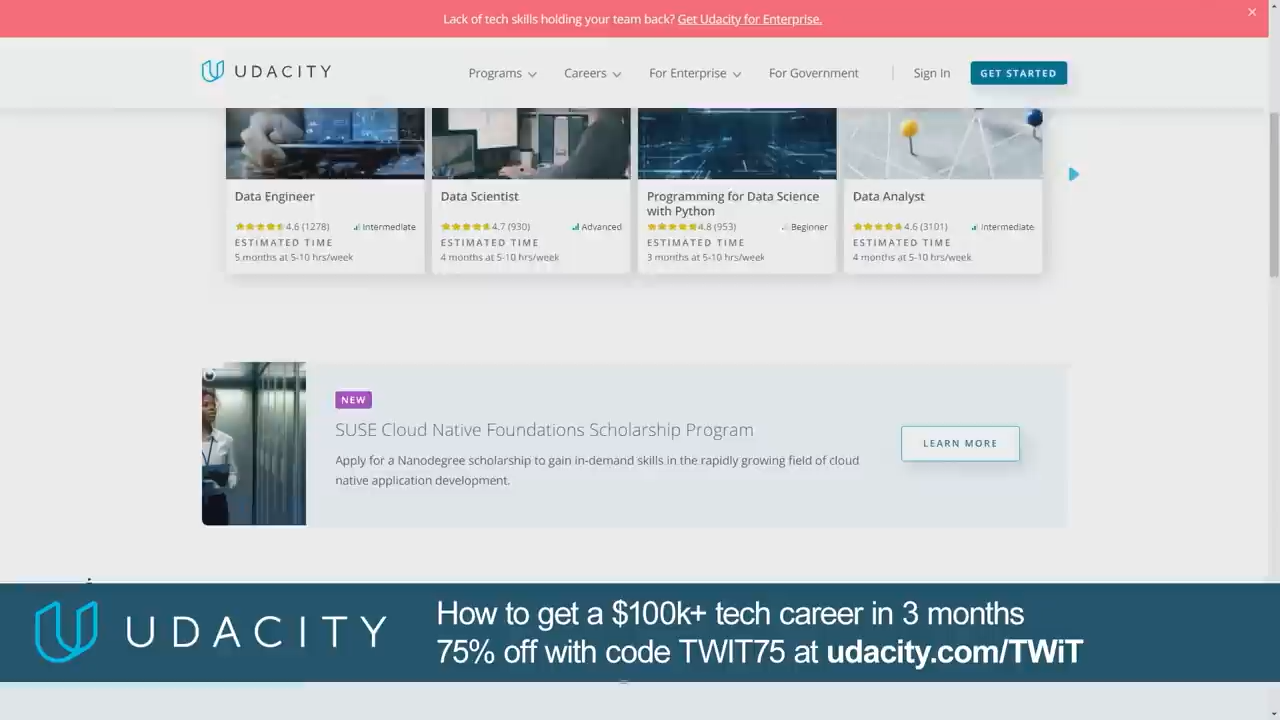 Lack of tech skills holding your team back? Get Udacity for Enterprise.
UDACITY
Programs
Careers
For Enterprise
For Government
Sign In
GET STARTED
Data Engineer
4.6 (1278)
Intermediate
ESTIMATED TIME
5 months at 5-10 hrs/week
Data Scientist
4.7 (930)
Advanced
ESTIMATED TIME
4 months at 5-10 hrs/week
Programming for Data Science
with Python
4.8 (953)
Beginner
ESTIMATED TIME
3 months at 5-10 hrs/week
Data Analyst
4.6 (3101)
Intermediate
ESTIMATED TIME
4 months at 5-10 hrs/week
NEW
SUSE Cloud Native Foundations Scholarship Program
Apply for a Nanodegree scholarship to gain in-demand skills in the rapidly growing field of cloud
native application development.
LEARN MORE
UDACITY
How to get a $100k+ tech career in 3 months
75% off with code TWIT75 at udacity.com/TWiT